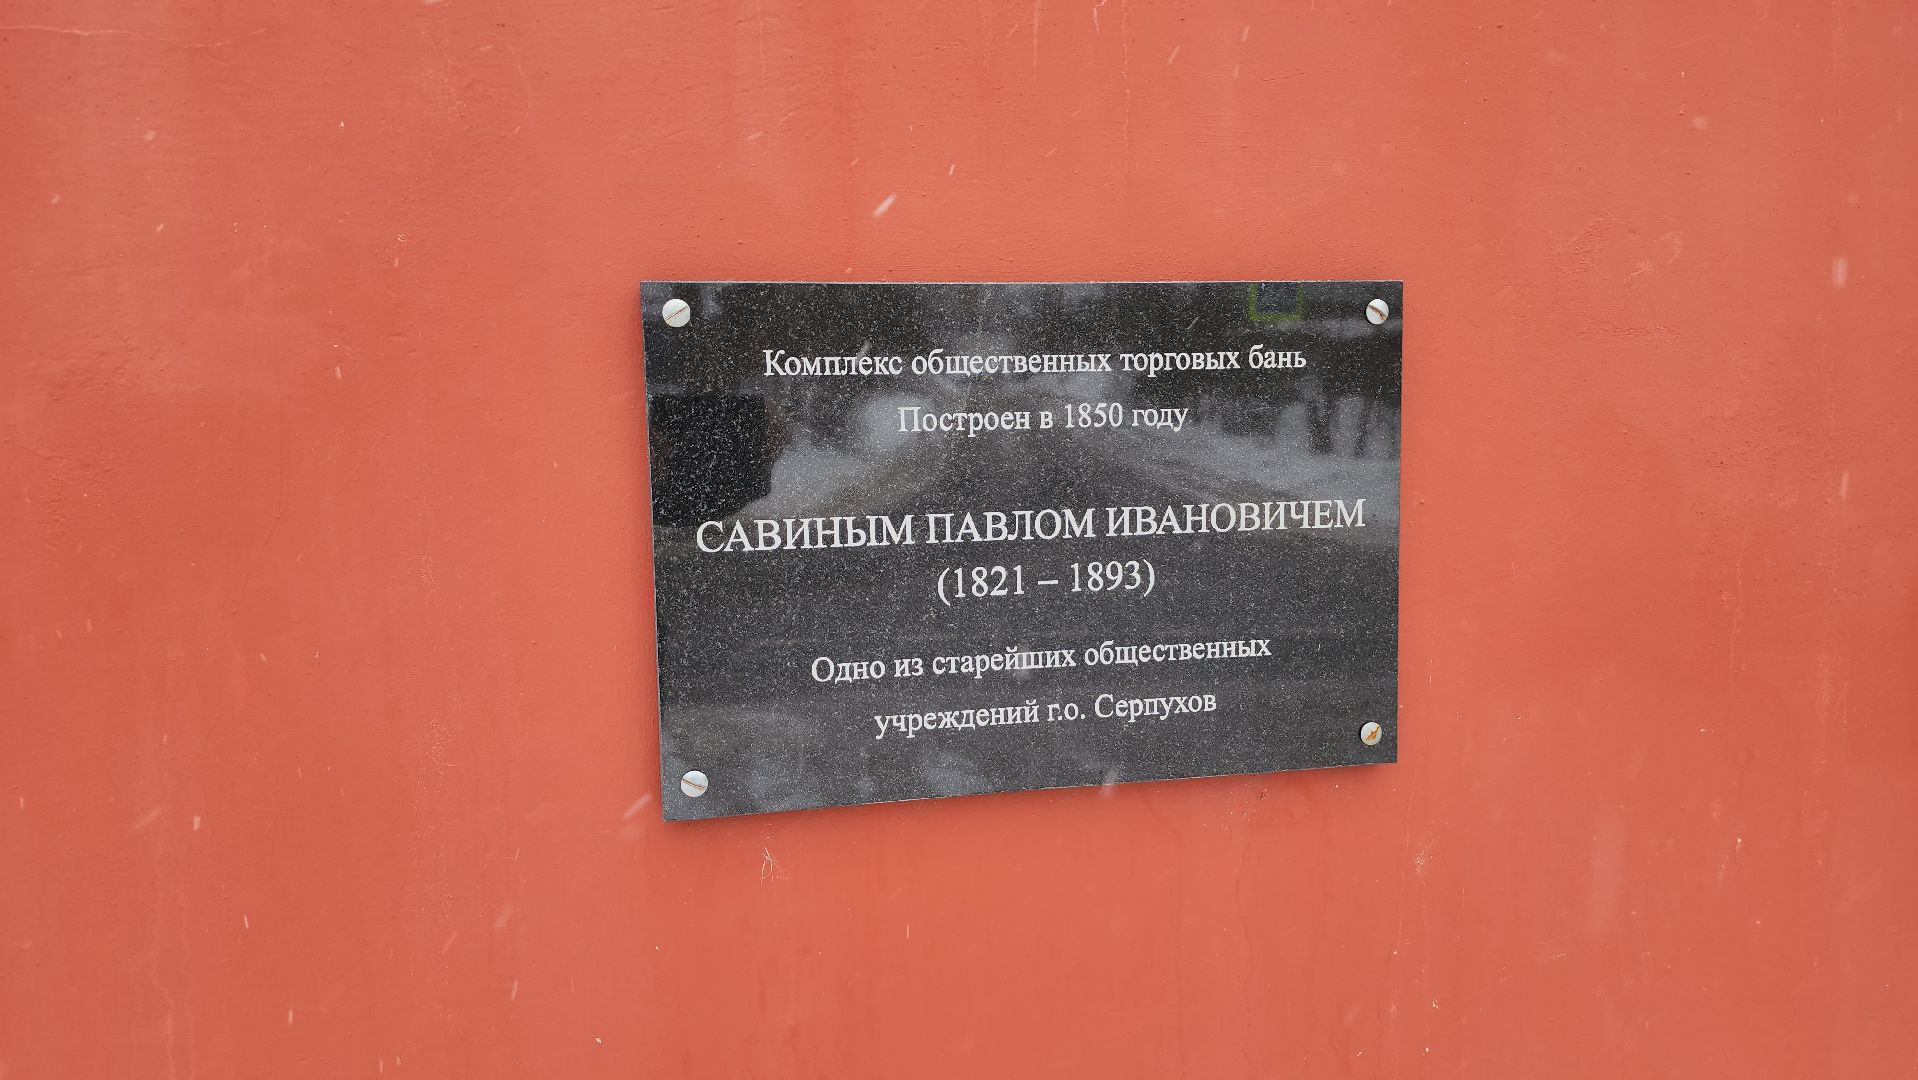 Комплекс общественных торговых бань
Построен в 1850 году
САВИНЫМ ПАВЛОМ ИВАНОВИЧЕМ
(1821 – 1893)
Одно из старейших общественных
учреждений г.о. Серпухов